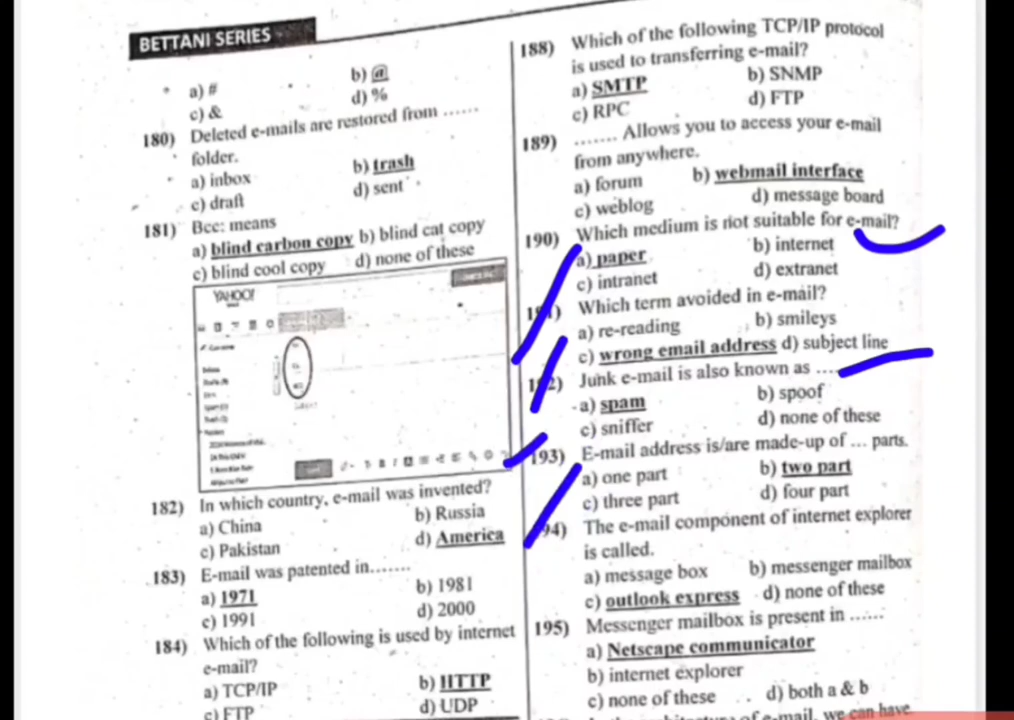 BETTANI SERIES
a) # b) @
c) & d) %
180) Deleted e-mails are restored from ......
folder.
a) inbox b) trash
c) draft d) sent
181) Bcc: means
a) blind carbon copy b) blind cat copy
c) blind cool copy d) none of these
YAHOO!
182) In which country, e-mail was invented?
a) China b) Russia
c) Pakistan d) America
183) E-mail was patented in.......
a) 1971 b) 1981
c) 1991 d) 2000
184) Which of the following is used by internet
e-mail?
a) TCP/IP b) HTTP
c) FTP d) UDP
188) Which of the following TCP/IP protocol
is used to transferring e-mail?
a) SMTP b) SNMP
c) RPC d) FTP
189) ....... Allows you to access your e-mail
from anywhere.
a) forum b) webmail interface
c) weblog d) message board
190) Which medium is not suitable for e-mail?
a) paper b) internet
c) intranet d) extranet
191) Which term avoided in e-mail?
a) re-reading b) smileys
c) wrong email address d) subject line
192) Junk e-mail is also known as ....
a) spam b) spoof
c) sniffer d) none of these
193) E-mail address is/are made-up of ... parts.
a) one part b) two part
c) three part d) four part
194) The e-mail component of internet explorer
is called.
a) message box b) messenger mailbox
c) outlook express d) none of these
195) Messenger mailbox is present in ......
a) Netscape communicator
b) internet explorer
c) none of these d) both a & b
of e-mail, we can have